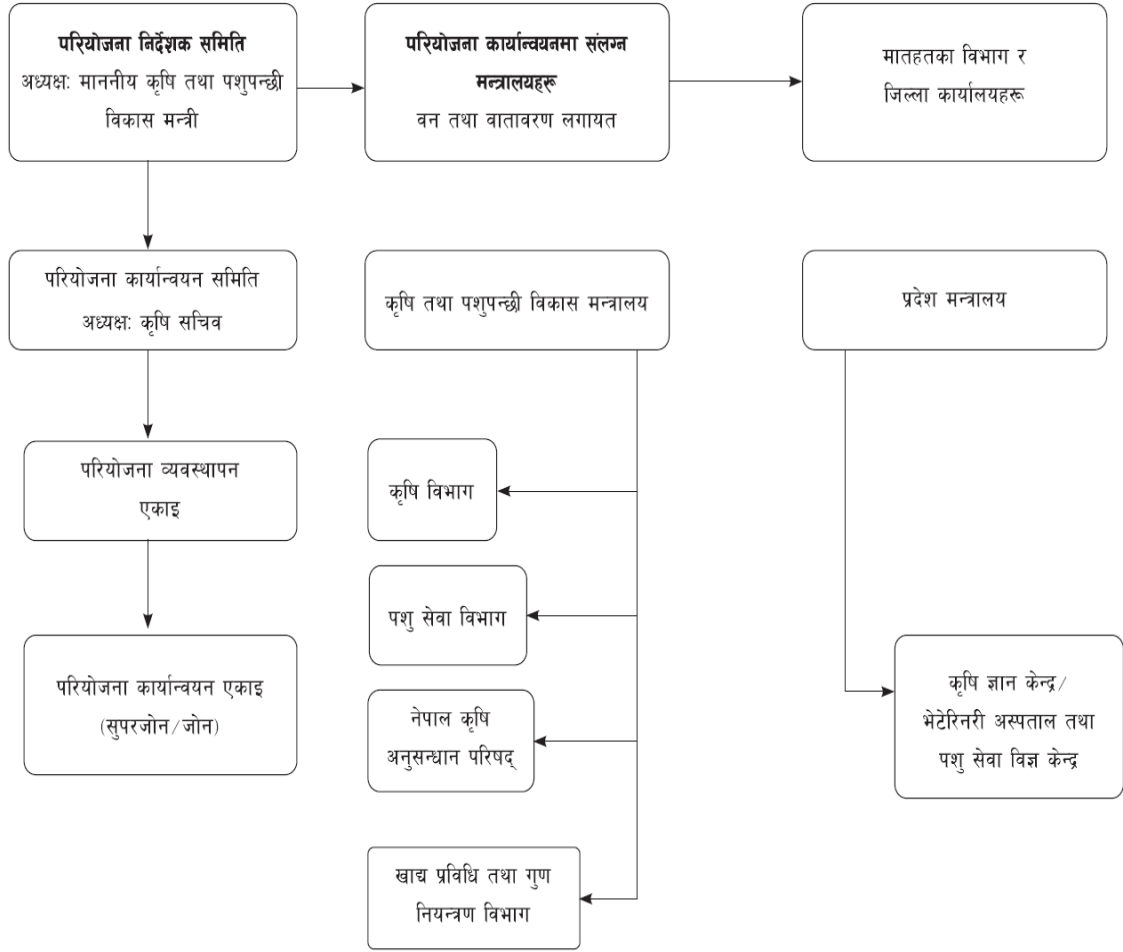 परियोजना निर्देशक समिति
अध्यक्ष: माननीय कृषि तथा पशुपन्छी
विकास मन्त्री
परियोजना कार्यान्वयनमा संलग्न
मन्त्रालयहरू
वन तथा वातावरण लगायत
मातहतका विभाग र
जिल्ला कार्यालयहरू
परियोजना कार्यान्वयन समिति
अध्यक्ष: कृषि सचिव
कृषि तथा पशुपन्छी विकास मन्त्रालय
प्रदेश मन्त्रालय
परियोजना व्यवस्थापन
एकाइ
कृषि विभाग
पशु सेवा विभाग
परियोजना कार्यान्वयन एकाइ
(सुपरजोन/जोन)
नेपाल कृषि
अनुसन्धान परिषद्
कृषि ज्ञान केन्द्र/
भेटेरिनरी अस्पताल तथा
पशु सेवा विज्ञ केन्द्र
खाद्य प्रविधि तथा गुण
नियन्त्रण विभाग